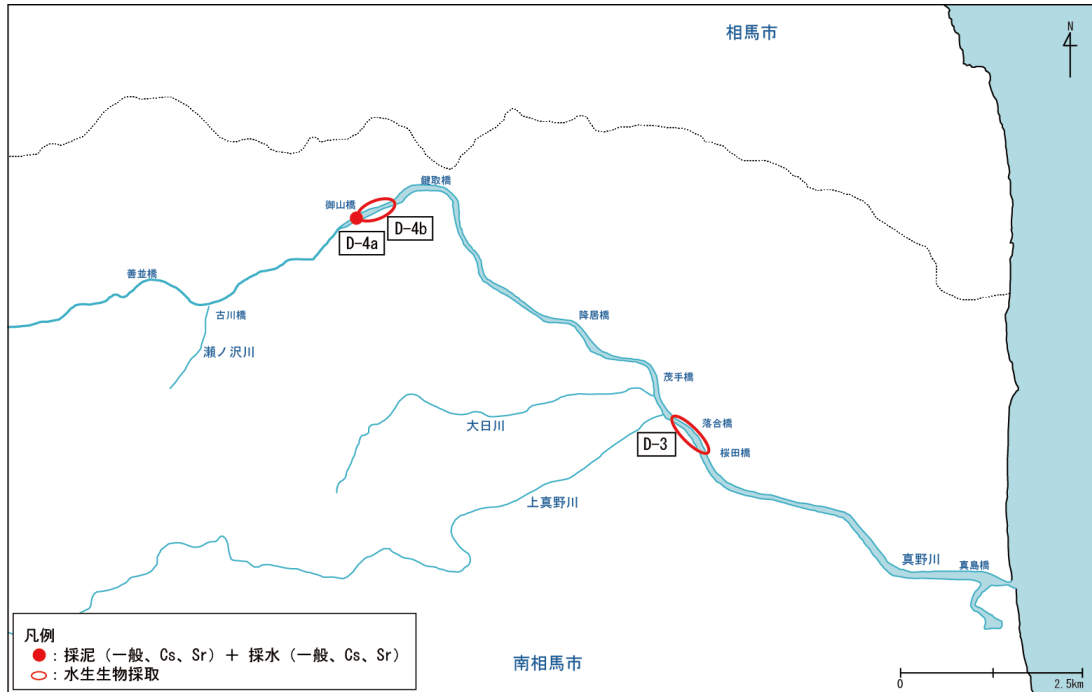 相馬市
N
鍵取橋
御山橋
D-4b
D-4a
善並橋
古川橋
降居橋
瀬ノ沢川
茂手橋
大日川
落合橋
D-3
桜田橋
上真野川
真野川
真島橋
凡例
●：採泥（一般、Cs、Sr）＋ 採水（一般、Cs、Sr）
：水生生物採取
南相馬市
0
2.5km